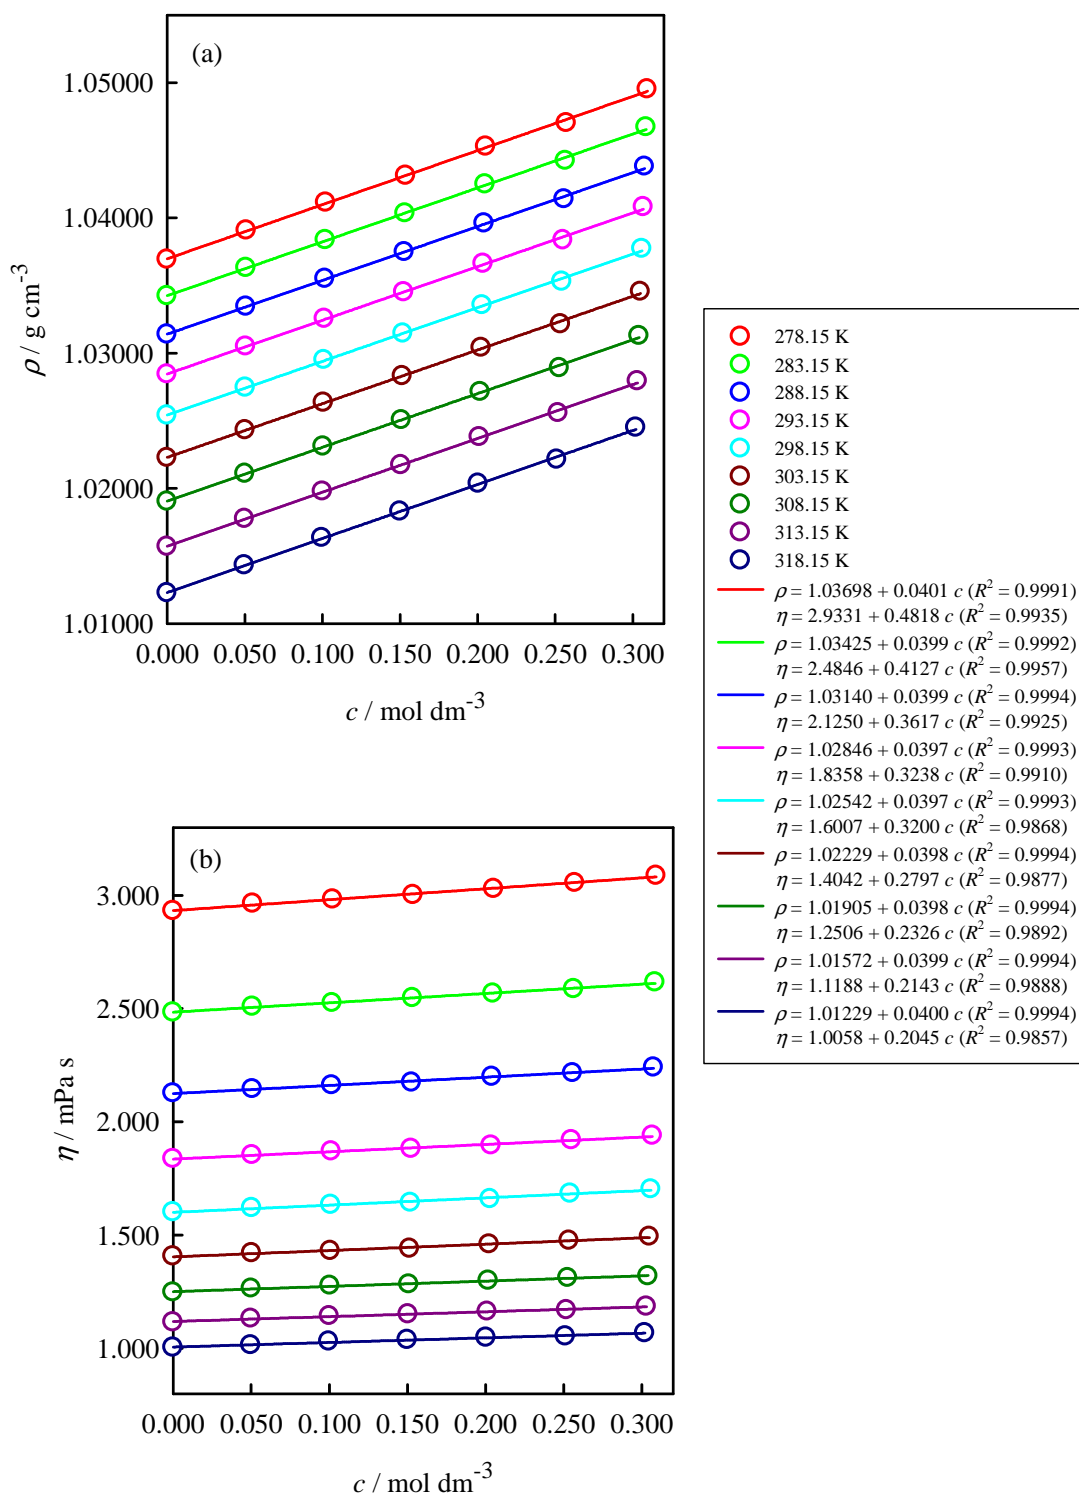 (a)
1.05000
1.04000
1.03000
1.02000
1.01000
ρ / g cm-3
0.000 0.050 0.100 0.150 0.200 0.250 0.300
c / mol dm-3
(b)
3.000
2.500
2.000
1.500
1.000
η / mPa s
0.000 0.050 0.100 0.150 0.200 0.250 0.300
c / mol dm-3
278.15 K
283.15 K
288.15 K
293.15 K
298.15 K
303.15 K
308.15 K
313.15 K
318.15 K
ρ = 1.03698 + 0.0401 c (R2 = 0.9991)
η = 2.9331 + 0.4818 c (R2 = 0.9935)
ρ = 1.03425 + 0.0399 c (R2 = 0.9992)
η = 2.4846 + 0.4127 c (R2 = 0.9957)
ρ = 1.03140 + 0.0399 c (R2 = 0.9994)
η = 2.1250 + 0.3617 c (R2 = 0.9925)
ρ = 1.02846 + 0.0397 c (R2 = 0.9993)
η = 1.8358 + 0.3238 c (R2 = 0.9910)
ρ = 1.02542 + 0.0397 c (R2 = 0.9993)
η = 1.6007 + 0.3200 c (R2 = 0.9868)
ρ = 1.02229 + 0.0398 c (R2 = 0.9994)
η = 1.4042 + 0.2797 c (R2 = 0.9877)
ρ = 1.01905 + 0.0398 c (R2 = 0.9994)
η = 1.2506 + 0.2326 c (R2 = 0.9892)
ρ = 1.01572 + 0.0399 c (R2 = 0.9994)
η = 1.1188 + 0.2143 c (R2 = 0.9888)
ρ = 1.01229 + 0.0400 c (R2 = 0.9994)
η = 1.0058 + 0.2045 c (R2 = 0.9857)